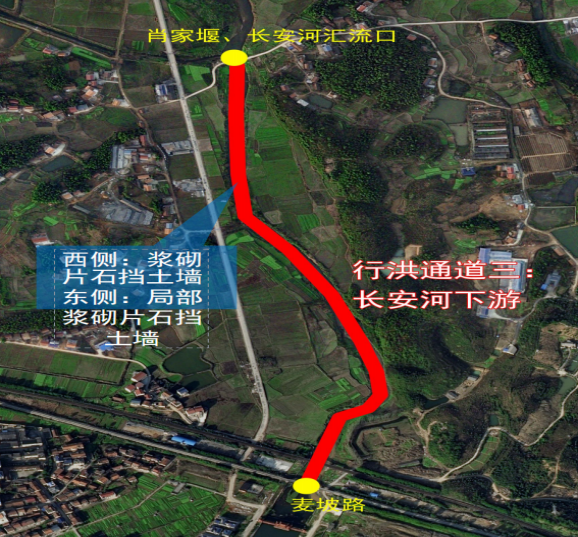 肖家堰、长安河汇流口
西侧：浆砌
片石挡土墙
东侧：局部
浆砌片石挡
土墙
行洪通道三：
长安河下游
麦坡路